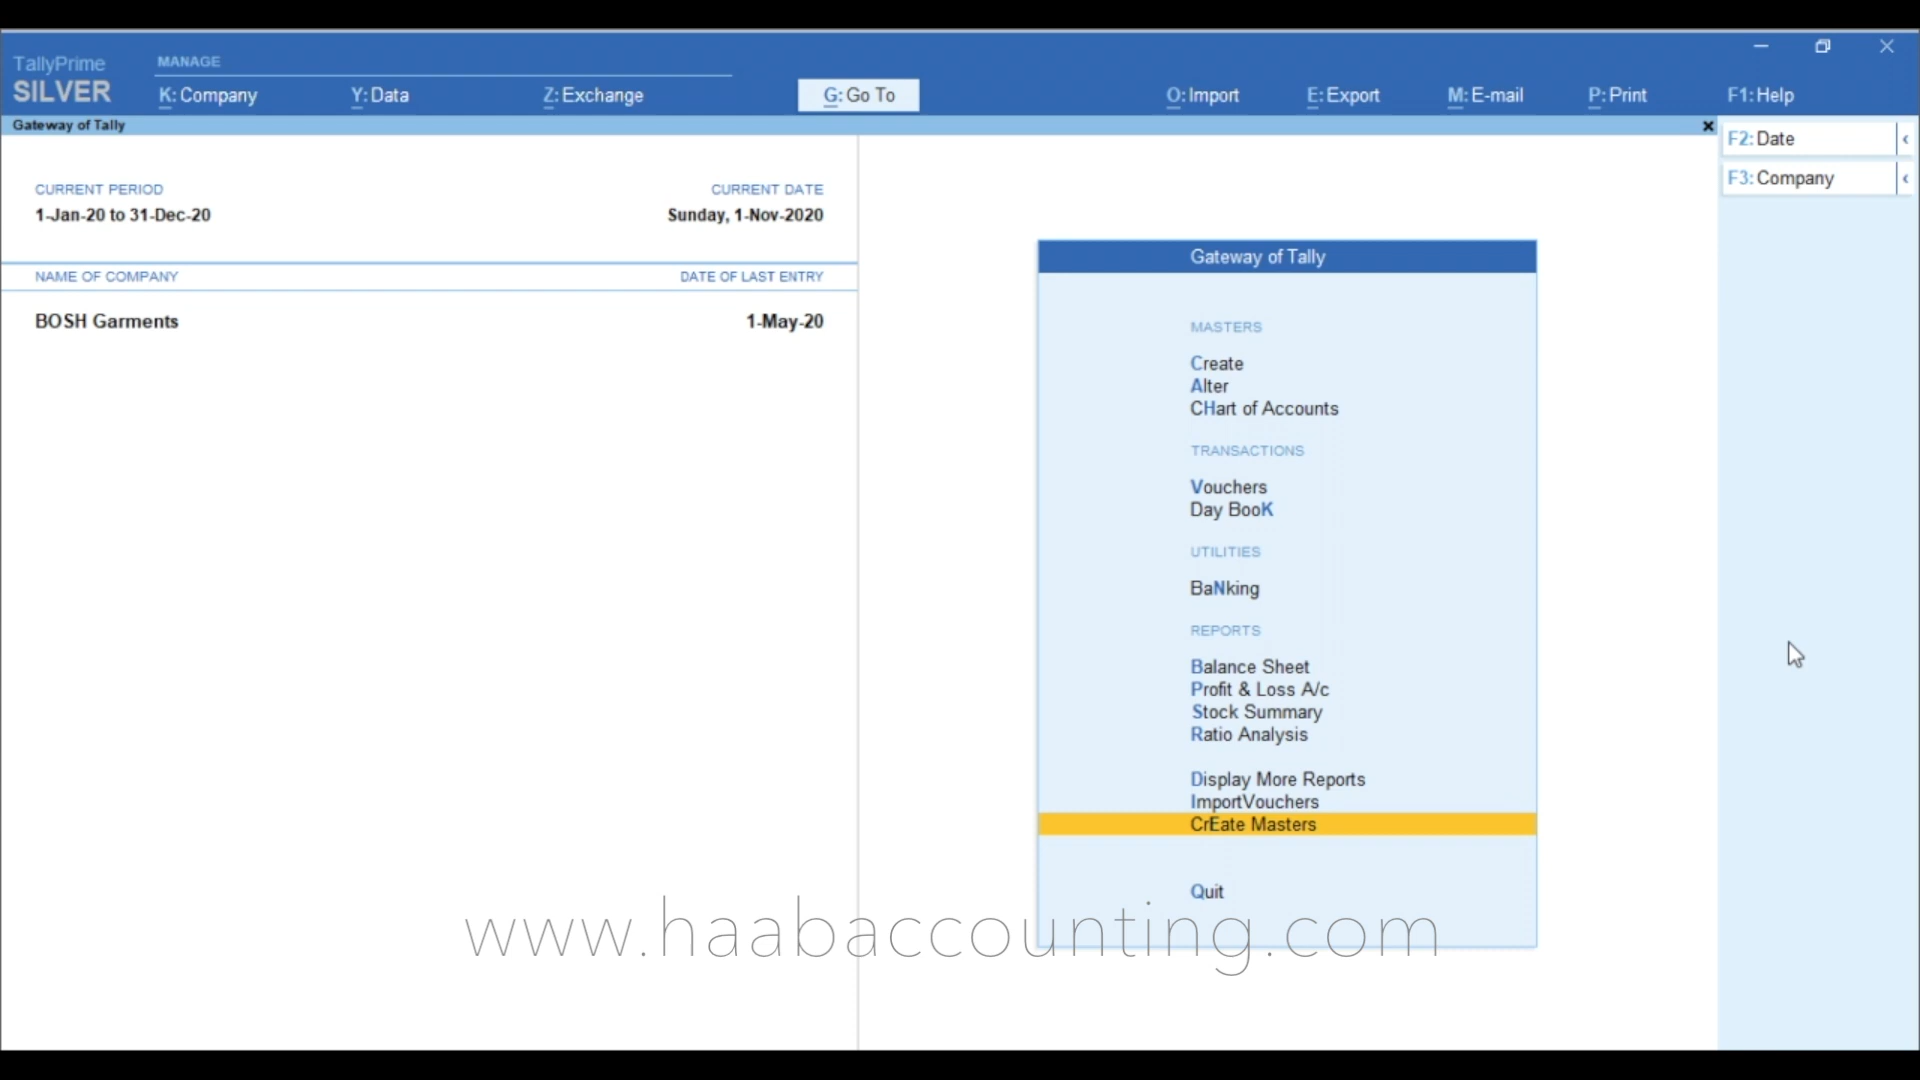 TallyPrime
SILVER
MANAGE
K: Company
Y: Data
Z: Exchange
G: Go To
O: Import
E: Export
M: E-mail
P: Print
F1: Help
Gateway of Tally
F2: Date
F3: Company
CURRENT PERIOD
CURRENT DATE
1-Jan-20 to 31-Dec-20
Sunday, 1-Nov-2020
NAME OF COMPANY
DATE OF LAST ENTRY
BOSH Garments
1-May-20
Gateway of Tally
MASTERS
Create
Alter
CHart of Accounts
TRANSACTIONS
Vouchers
Day BooK
UTILITIES
BaNking
REPORTS
Balance Sheet
Profit & Loss A/c
Stock Summary
Ratio Analysis
Display More Reports
ImportVouchers
CrEate Masters
Quit
www.haabaccounting.com